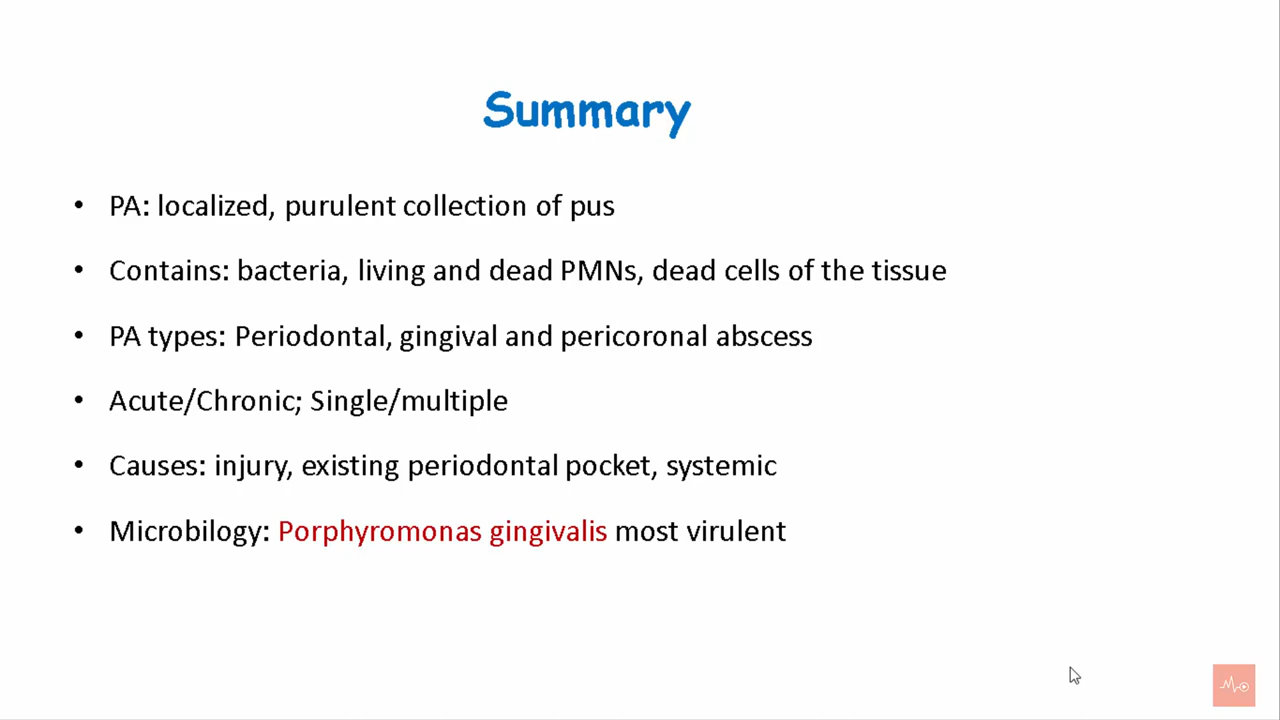 Summary
• PA: localized, purulent collection of pus
• Contains: bacteria, living and dead PMNs, dead cells of the tissue
• PA types: Periodontal, gingival and pericoronal abscess
• Acute/Chronic; Single/multiple
• Causes: injury, existing periodontal pocket, systemic
• Microbilogy: Porphyromonas gingivalis most virulent